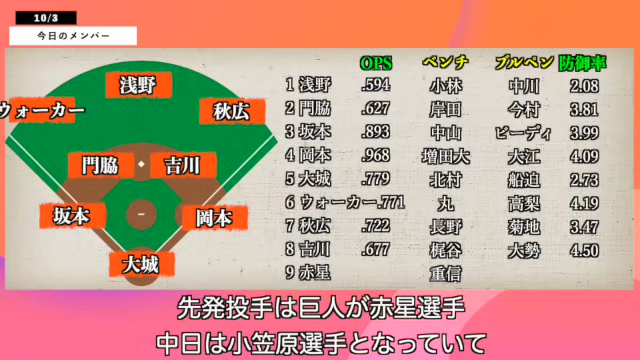 10/3
今日のメンバー
浅野
ウォーカー
秋広
門脇
吉川
坂本
岡本
大城
OPS ベンチ ブルペン 防御率
1 浅野 .594 小林 中川 2.08
2 門脇 .627 岸田 今村 3.81
3 坂本 .893 中山 ビーディ 3.99
4 岡本 .968 増田大 大江 4.09
5 大城 .779 北村 船迫 2.73
6 ウォーカー .771 丸 高梨 4.19
7 秋広 .722 長野 菊地 3.47
8 吉川 .677 梶谷 大勢 4.50
9 赤星 重信
先発投手は巨人が赤星選手
中日は小笠原選手となっていて